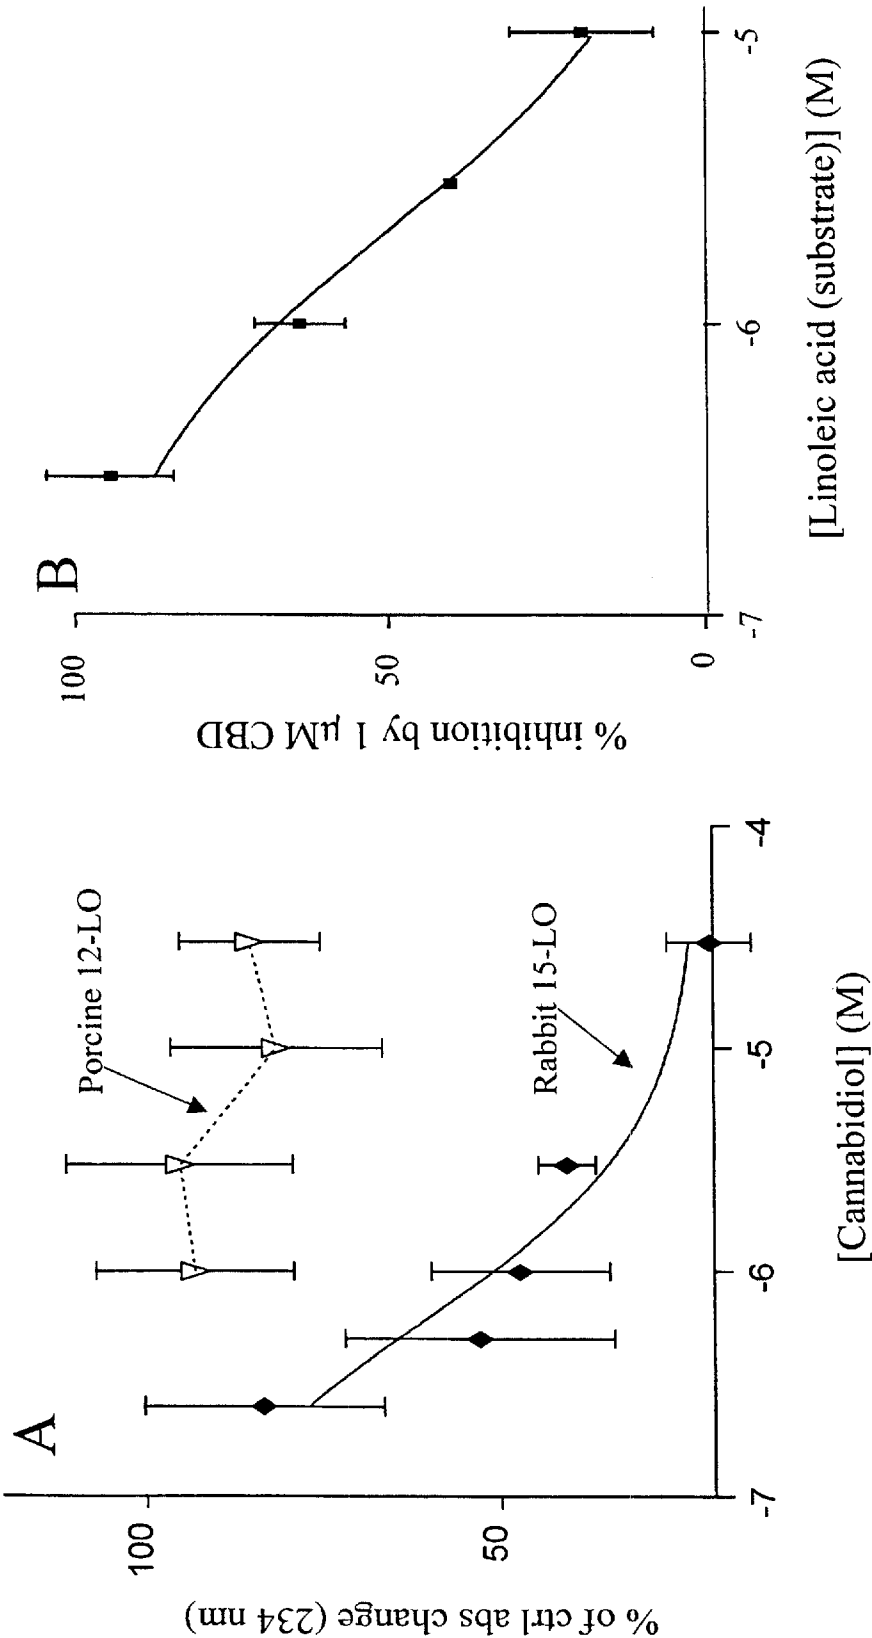 A
% of ctrl abs change (234 nm)
100
50
Porcine 12-LO
Rabbit 15-LO
-7
-6
-5
-4
[Cannabidiol] (M)
B
% inhibition by 1 µM CBD
100
50
0
-7
-6
-5
[Linoleic acid (substrate)] (M)